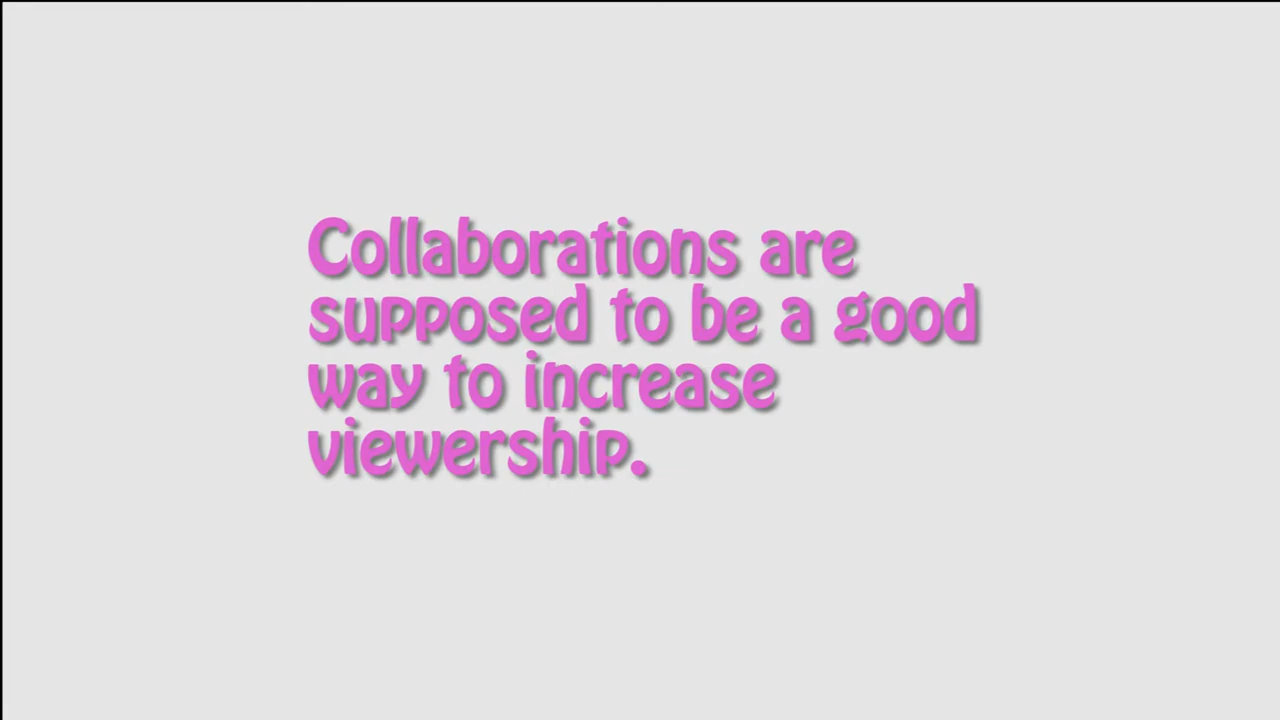 Collaborations are
supposed to be a good
way to increase
viewership.